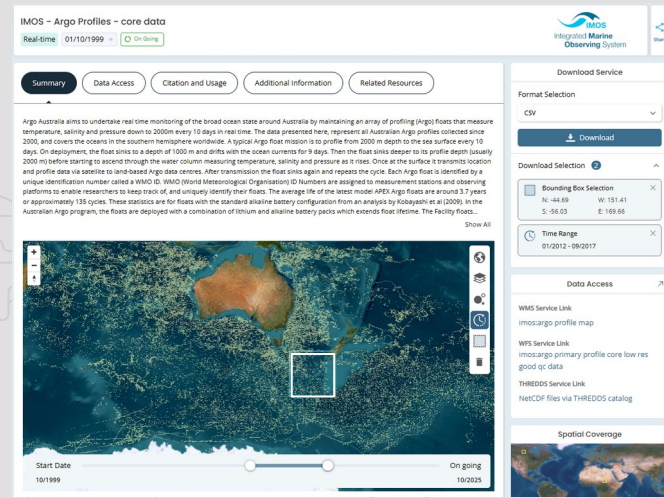 IMOS - Argo Profiles - core data
Real-time 01/10/1999 - On Going
IMOS
Integrated Marine
Observing System
Share
Summary
Data Access
Citation and Usage
Additional Information
Related Resources
Argo Australia aims to undertake real time monitoring of the broad ocean state around Australia by maintaining an array of profiling (Argo) floats that measure
temperature, salinity and pressure down to 2000m every 10 days in real time. The data presented here, represent all Australian Argo profiles collected since
2000, and covers the oceans in the southern hemisphere worldwide. A typical Argo float mission is to profile from 2000 m depth to the sea surface every 10
days. On deployment, the float sinks to a depth of 1000 m and drifts with the ocean currents for 9 days. Then the float sinks deeper to its profile depth (usually
2000 m) before starting to ascend through the water column measuring temperature, salinity and pressure as it rises. Once at the surface it transmits location
and profile data via satellite to land-based Argo data centres. After transmission the float sinks again and repeats the cycle. Each Argo float is identified by a
unique identification number called a WMO ID. WMO (World Meteorological Organisation) ID Numbers are assigned to measurement stations and observing
platforms to enable researchers to keep track of, and uniquely identify their floats. The average life of the latest model APEX Argo floats are around 3.7 years
or approximately 135 cycles. These statistics are for floats with the standard alkaline battery configuration from an analysis by Kobayashi et al (2009). In the
Australian Argo program, the floats are deployed with a combination of lithium and alkaline battery packs which extends float lifetime. The Facility floats...
Show All
Start Date
10/1999
On going
10/2025
Download Service
Format Selection
CSV
Download
Download Selection 2
Bounding Box Selection
N: -44.69 W: 151.41
S: -56.03 E: 169.66
Time Range
01/2012 - 09/2017
Data Access
WMS Service Link
imos:argo profile map
WFS Service Link
imos:argo primary profile core low res
good qc data
THREDDS Service Link
NetCDF files via THREDDS catalog
Spatial Coverage